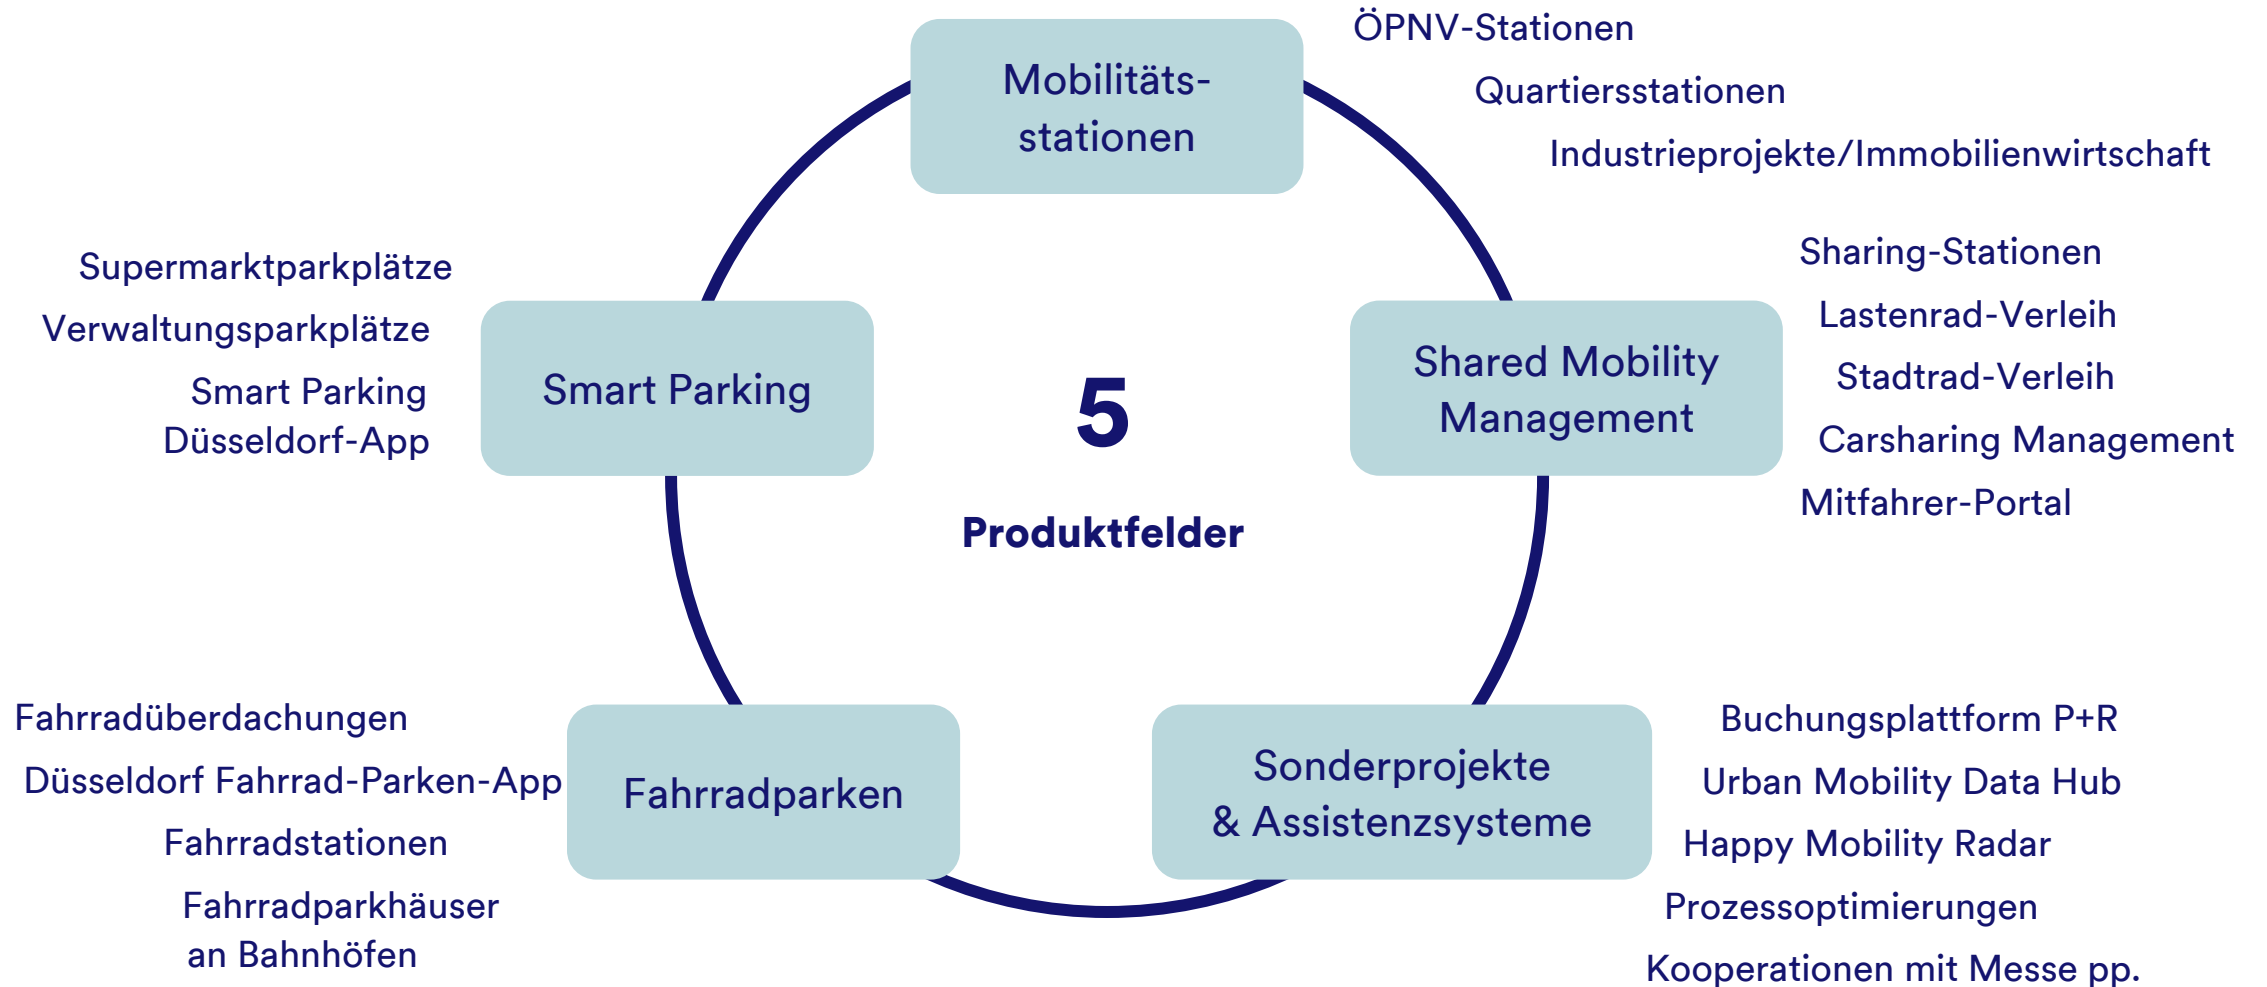 Mobilitäts-
stationen
ÖPNV-Stationen
Quartiersstationen
Industrieprojekte/Immobilienwirtschaft
Shared Mobility
Management
Sharing-Stationen
Lastenrad-Verleih
Stadtrad-Verleih
Carsharing Management
Mitfahrer-Portal
Sonderprojekte
& Assistenzsysteme
Buchungsplattform P+R
Urban Mobility Data Hub
Happy Mobility Radar
Prozessoptimierungen
Kooperationen mit Messe pp.
Fahrradparken
Fahrradüberdachungen
Düsseldorf Fahrrad-Parken-App
Fahrradstationen
Fahrradparkhäuser
an Bahnhöfen
Smart Parking
Supermarktparkplätze
Verwaltungsparkplätze
Smart Parking
Düsseldorf-App
5
Produktfelder